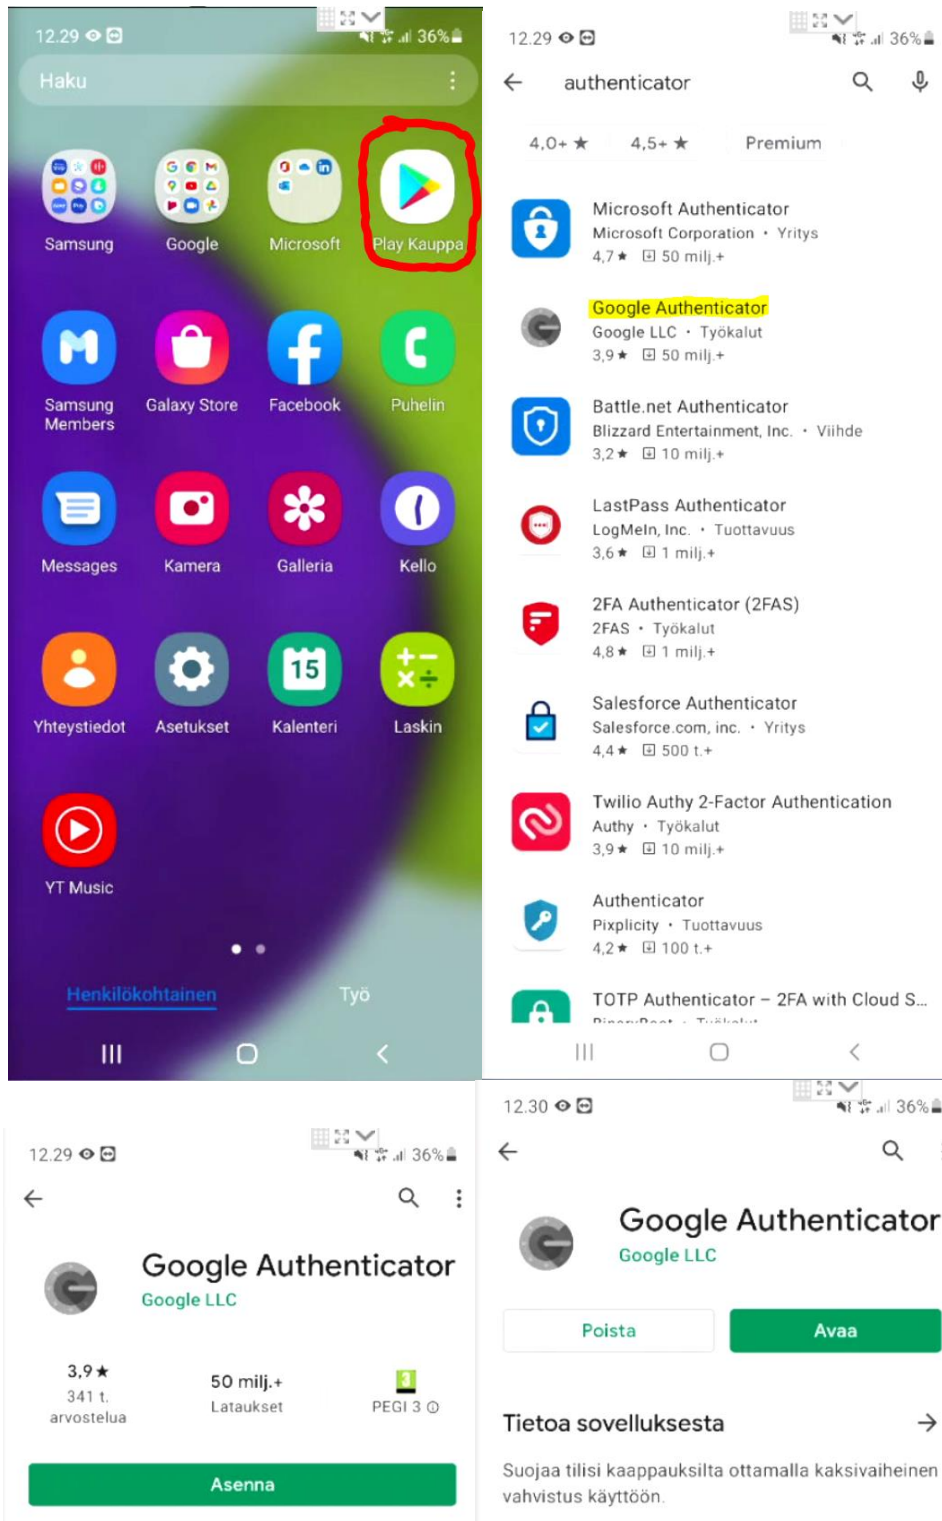 12.29 36%
Haku
Samsung Google Microsoft Play Kauppa
Samsung Members Galaxy Store Facebook Puhelin
Messages Kamera Galleria Kello
15
Yhteystiedot Asetukset Kalenteri Laskin
YT Music
Henkilökohtainen Työ
12.29 36%
authenticator
4,0+ ★ 4,5+ ★ Premium
Microsoft Authenticator
Microsoft Corporation • Yritys
4,7 ★ 50 milj.+
Google Authenticator
Google LLC • Työkalut
3,9 ★ 50 milj.+
Battle.net Authenticator
Blizzard Entertainment, Inc. • Viihde
3,2 ★ 10 milj.+
LastPass Authenticator
LogMeIn, Inc. • Tuottavuus
3,6 ★ 1 milj.+
2FA Authenticator (2FAS)
2FAS • Työkalut
4,8 ★ 1 milj.+
Salesforce Authenticator
Salesforce.com, inc. • Yritys
4,4 ★ 500 t.+
Twilio Authy 2-Factor Authentication
Authy • Työkalut
3,9 ★ 10 milj.+
Authenticator
Pixplicity • Tuottavuus
4,2 ★ 100 t.+
TOTP Authenticator – 2FA with Cloud S...
12.29 36%
Google Authenticator
Google LLC
3,9 ★ 50 milj.+ 3
341 t. Lataukset PEGI 3
arvostelua
Asenna
12.30 36%
Google Authenticator
Google LLC
Poista Avaa
Tietoa sovelluksesta
Suojaa tilisi kaappauksilta ottamalla kaksivaiheinen
vahvistus käyttöön.